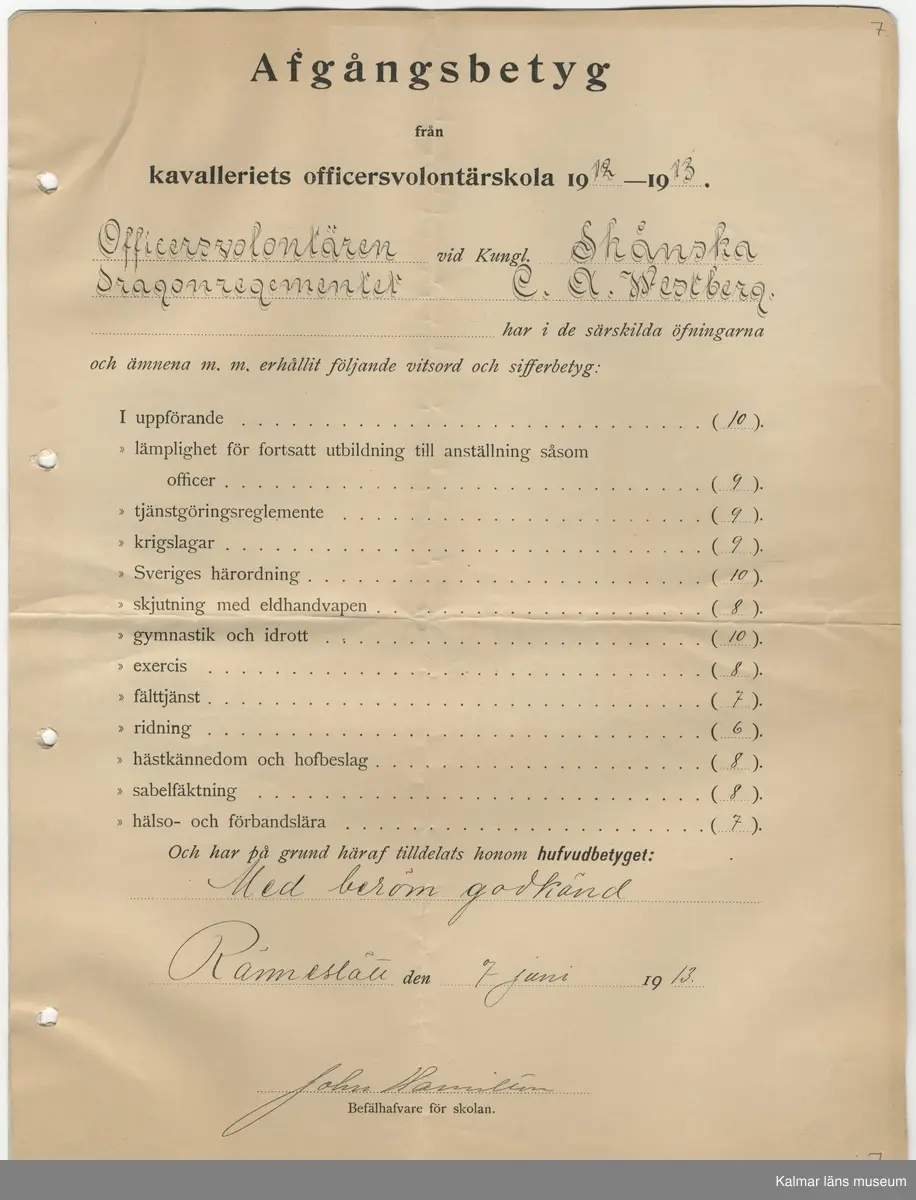 7
Afgångsbetyg
från
kavalleriets officersvolontärskola 1912—1913.
Officersvolontären vid Kungl. Skånska
Dragonregementet C. A. Westberg.
har i de särskilda öfningarna
och ämnena m. m. erhållit följande vitsord och sifferbetyg:
I uppförande . . . . . . . . . . . . . . . . . . . . . . . . . . . . . (10).
» lämplighet för fortsatt utbildning till anställning såsom
officer . . . . . . . . . . . . . . . . . . . . . . . . . . . . . . (9).
» tjänstgöringsreglemente . . . . . . . . . . . . . . . . . . . . . . . (9).
» krigslagar . . . . . . . . . . . . . . . . . . . . . . . . . . . . . . (9).
» Sveriges härordning . . . . . . . . . . . . . . . . . . . . . . . . . (10).
» skjutning med eldhandvapen . . . . . . . . . . . . . . . . . . . . . (8).
» gymnastik och idrott . . . . . . . . . . . . . . . . . . . . . . . . (10).
» exercis . . . . . . . . . . . . . . . . . . . . . . . . . . . . . . . (8).
» fälttjänst . . . . . . . . . . . . . . . . . . . . . . . . . . . . . . . (7).
» ridning . . . . . . . . . . . . . . . . . . . . . . . . . . . . . . . (6).
» hästkännedom och hofbeslag . . . . . . . . . . . . . . . . . . . . . (8).
» sabelfäktning . . . . . . . . . . . . . . . . . . . . . . . . . . . . (8).
» hälso- och förbandslära . . . . . . . . . . . . . . . . . . . . . . . (7).
Och har på grund häraf tilldelats honom hufvudbetyget:
Med beröm godkänd
Ränneslätt den 7 juni 1913.
John Hamilton
Befälhafvare för skolan.
7
Kalmar läns museum